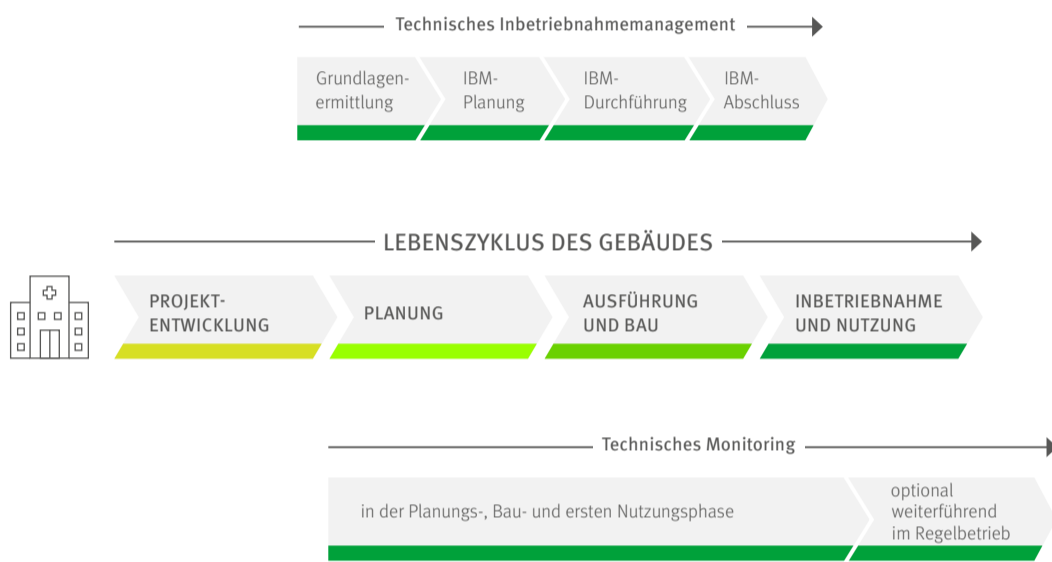 Technisches Inbetriebnahmemanagement
Grundlagen-
ermittlung
IBM-
Planung
IBM-
Durchführung
IBM-
Abschluss
LEBENSZYKLUS DES GEBÄUDES
PROJEKT-
ENTWICKLUNG
PLANUNG
AUSFÜHRUNG
UND BAU
INBETRIEBNAHME
UND NUTZUNG
Technisches Monitoring
in der Planungs-, Bau- und ersten Nutzungsphase
optional
weiterführend
im Regelbetrieb